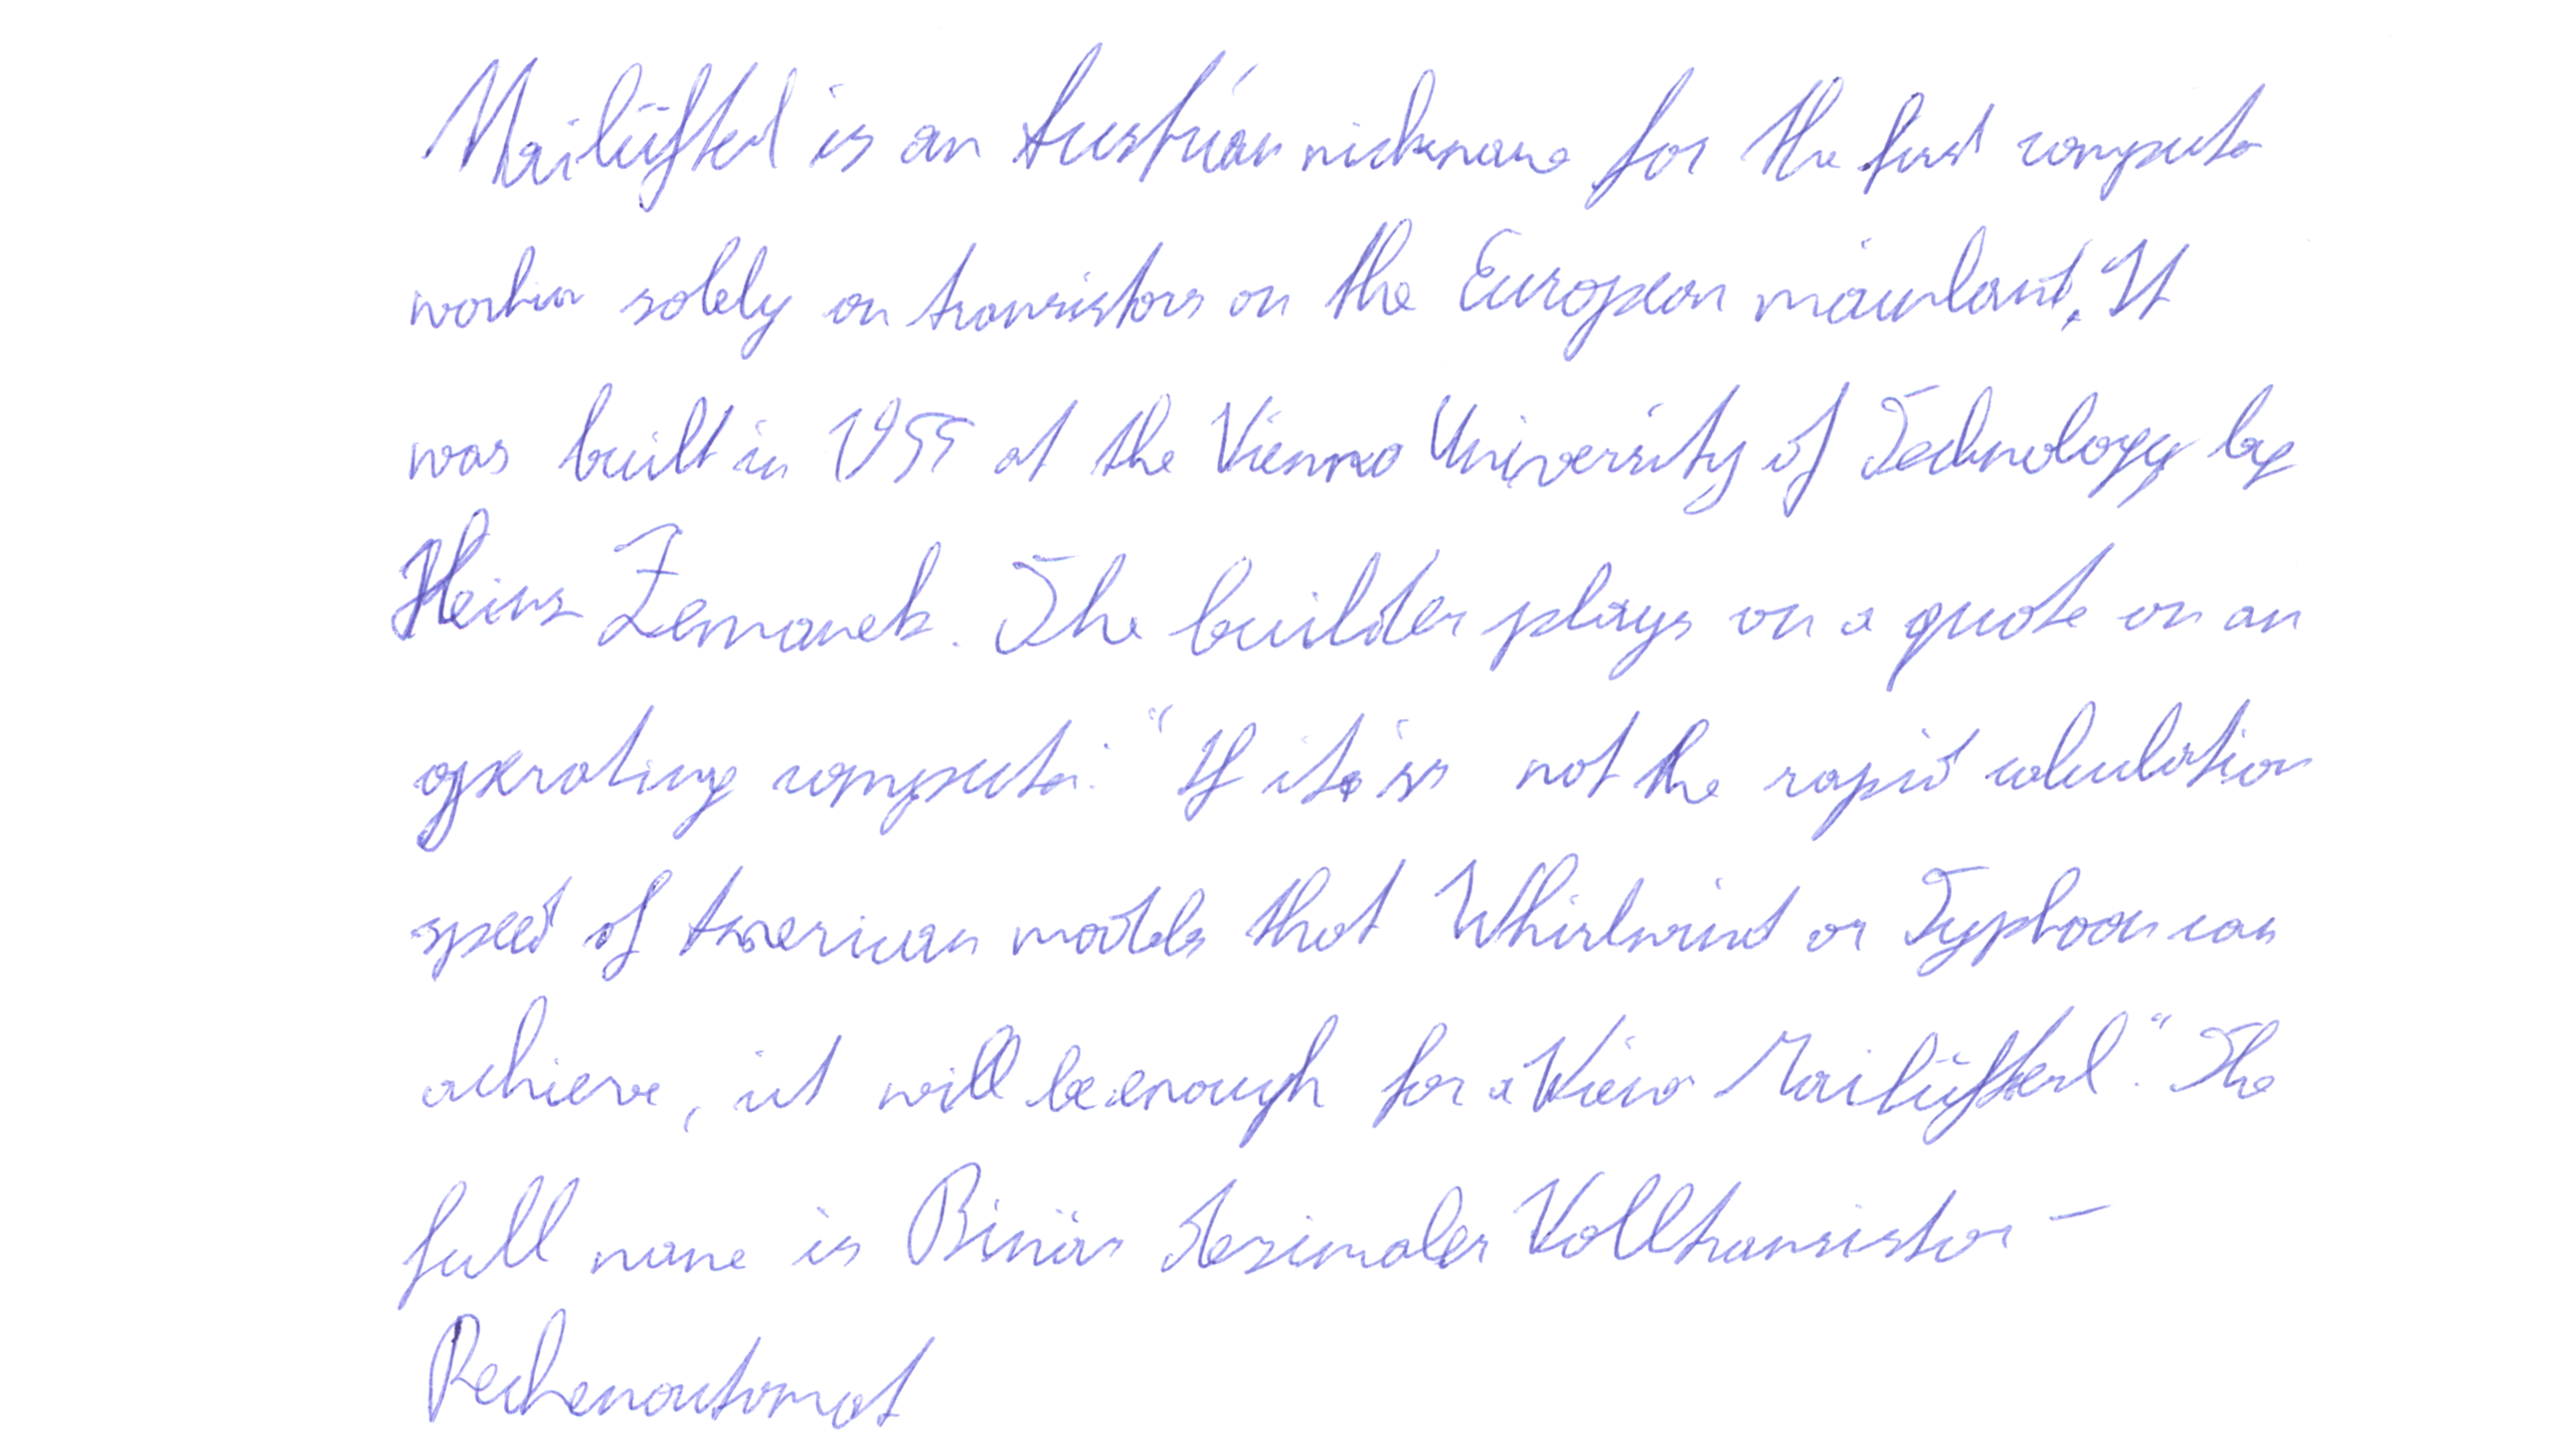 Mailüfterl is an Austrian nickname for the first computer
workin solely on transistors on the European mainland. It
was built in 1955 at the Vienna University of Technology by
Heinz Zemanek. The builder plays on a quote on an
operating computer: "If it is not the rapid calculation
speed of American models that Whirlwind or Typhoon can
achieve, it will be enough for a Wiener Mailüfterl". The
full name is Binär dezimaler Volltransistor -
Rechenautomat